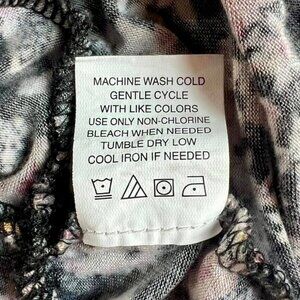 MACHINE WASH COLD
GENTLE CYCLE
WITH LIKE COLORS
USE ONLY NON-CHLORINE
BLEACH WHEN NEEDED
TUMBLE DRY LOW
COOL IRON IF NEEDED